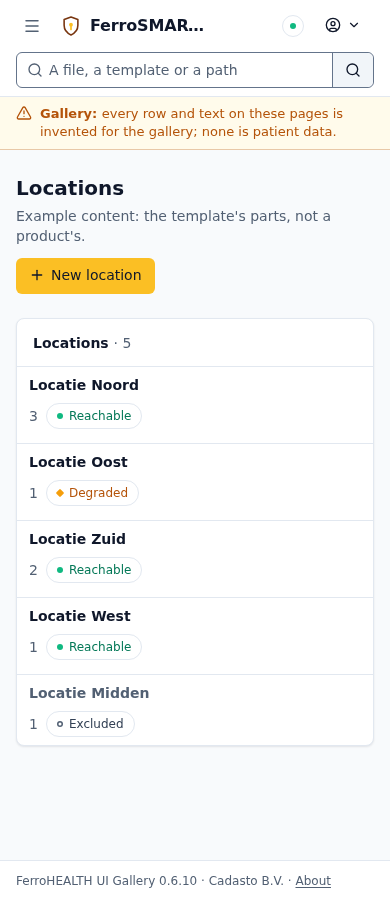 FerroSMAR...
A file, a template or a path
Gallery: every row and text on these pages is
invented for the gallery; none is patient data.
Locations
Example content: the template's parts, not a
product's.
New location
Locations · 5
Locatie Noord
3 Reachable
Locatie Oost
1 Degraded
Locatie Zuid
2 Reachable
Locatie West
1 Reachable
Locatie Midden
1 Excluded
FerroHEALTH UI Gallery 0.6.10 · Cadasto B.V. · About